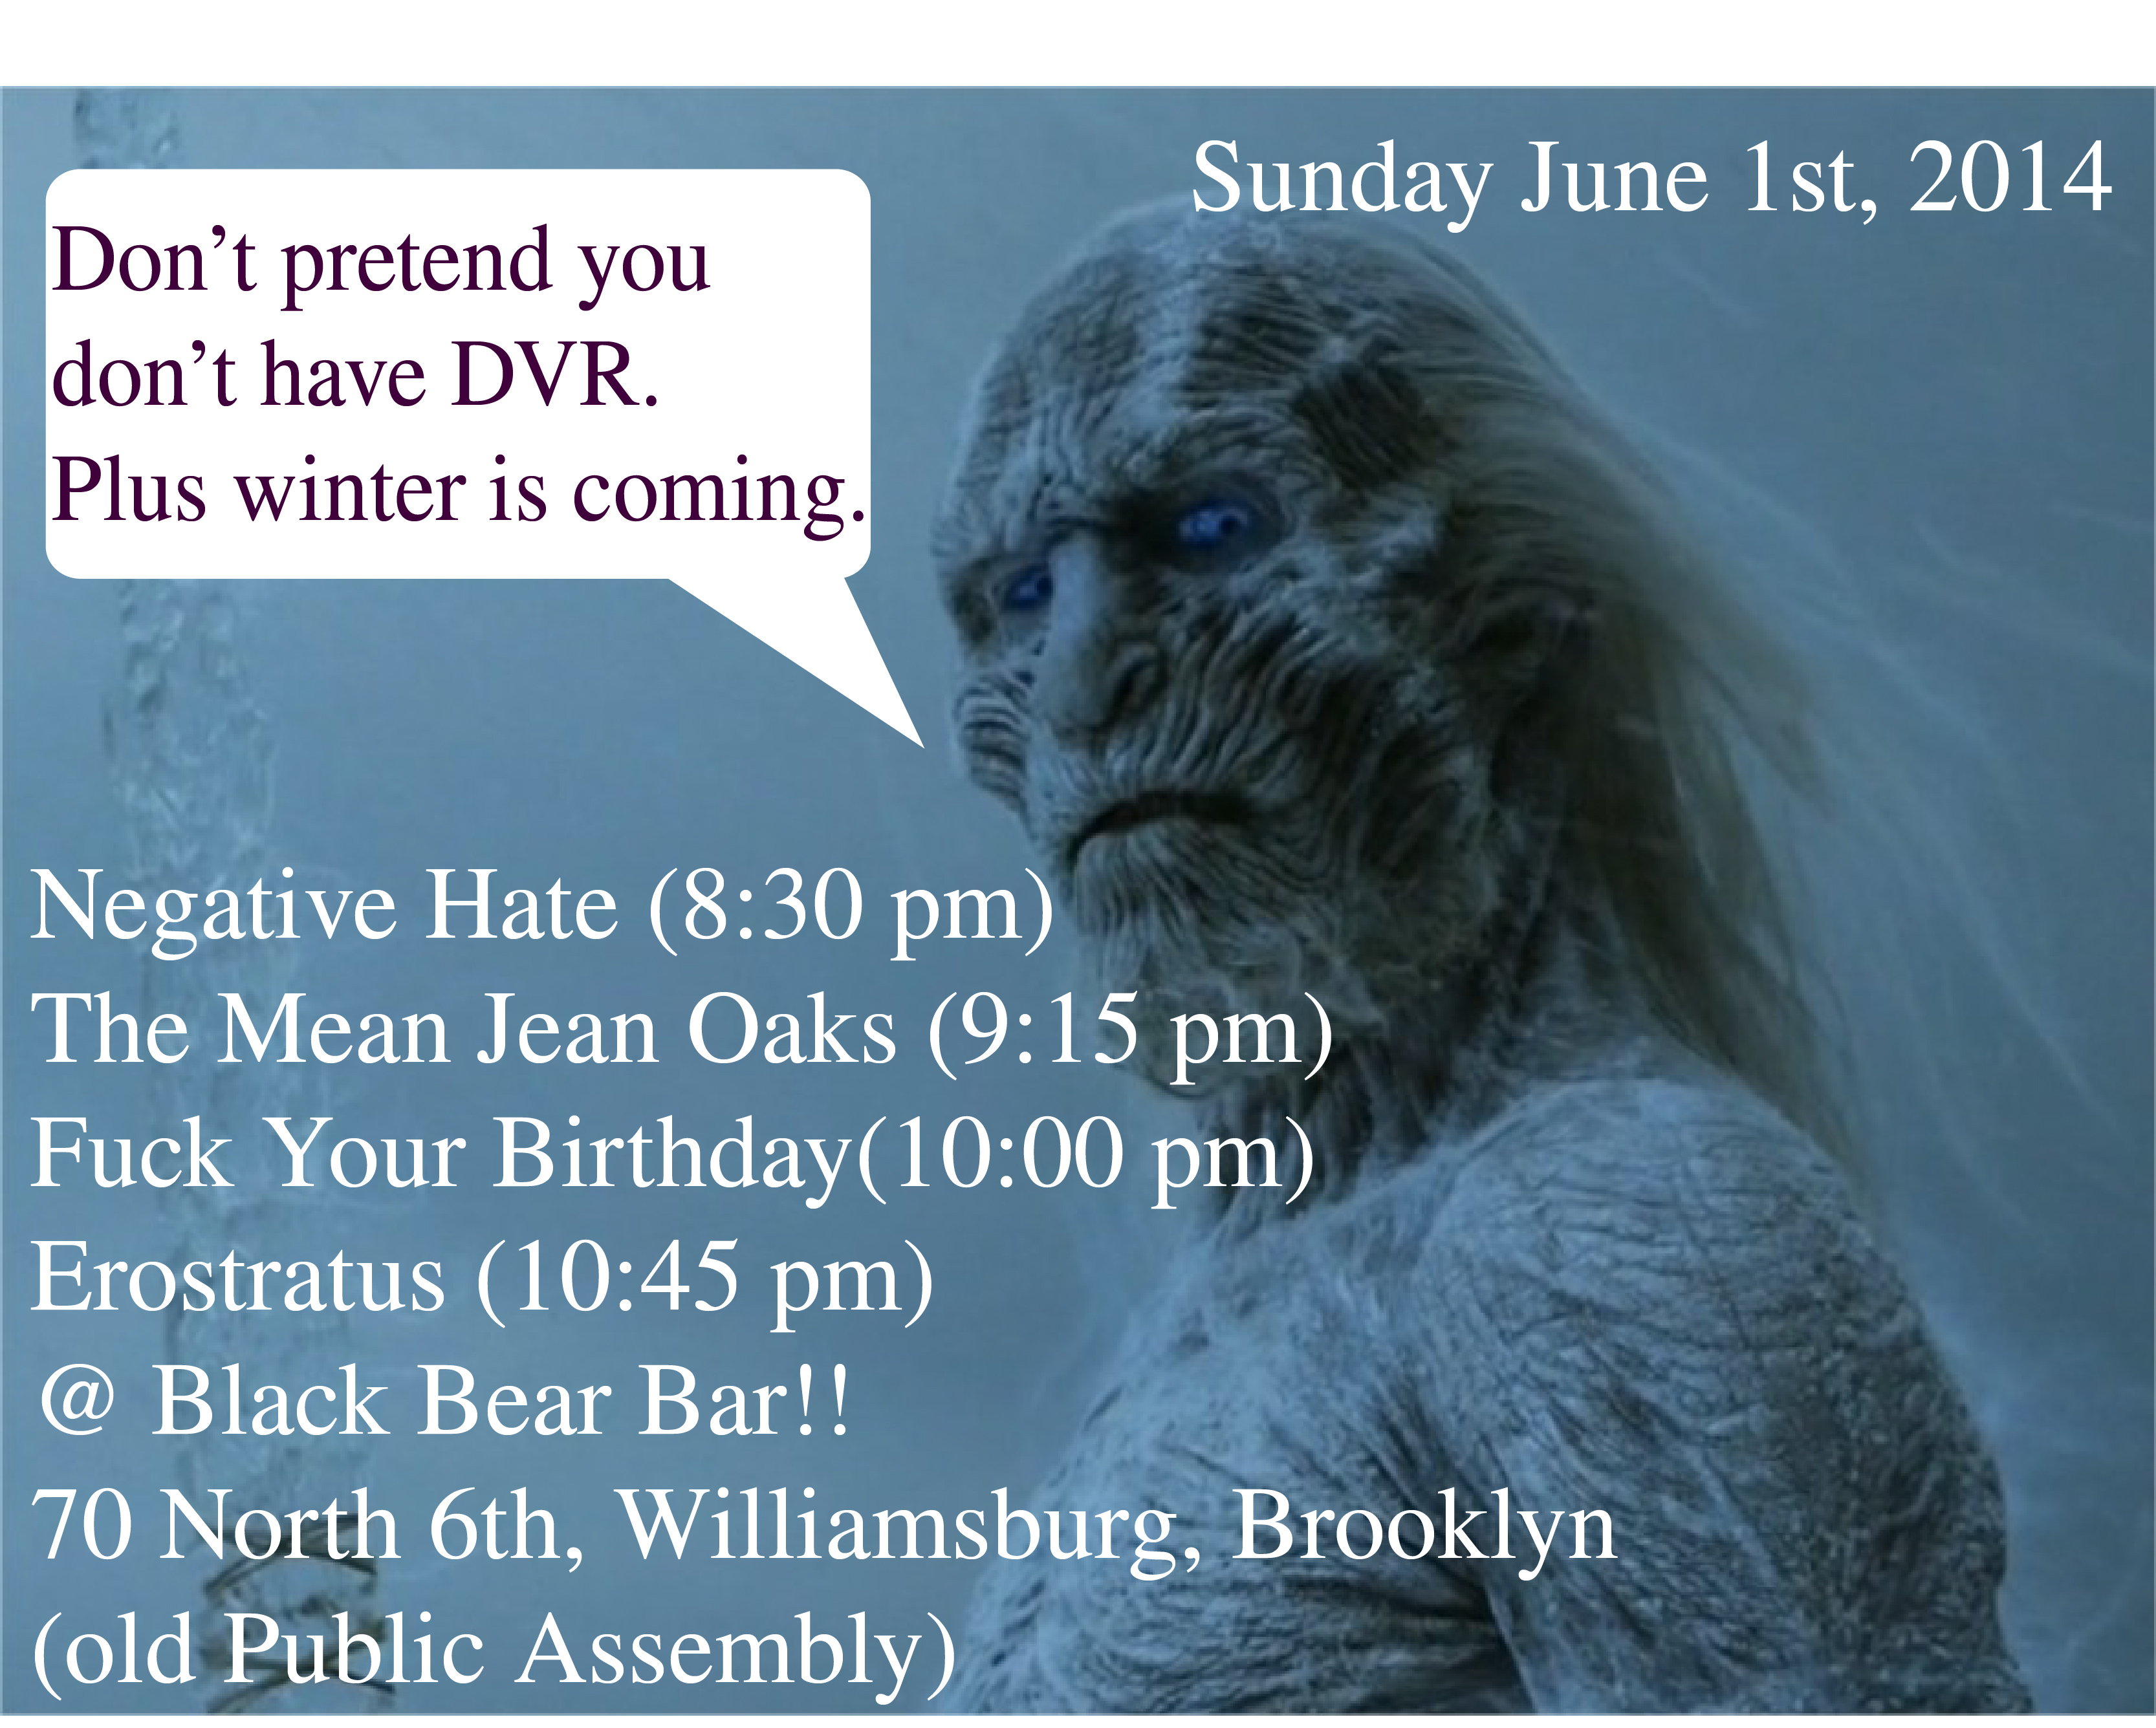 Sunday June 1st, 2014
Don’t pretend you
don’t have DVR.
Plus winter is coming.
Negative Hate (8:30 pm)
The Mean Jean Oaks (9:15 pm)
Fuck Your Birthday(10:00 pm)
Erostratus (10:45 pm)
@ Black Bear Bar!!
70 North 6th, Williamsburg, Brooklyn
(old Public Assembly)